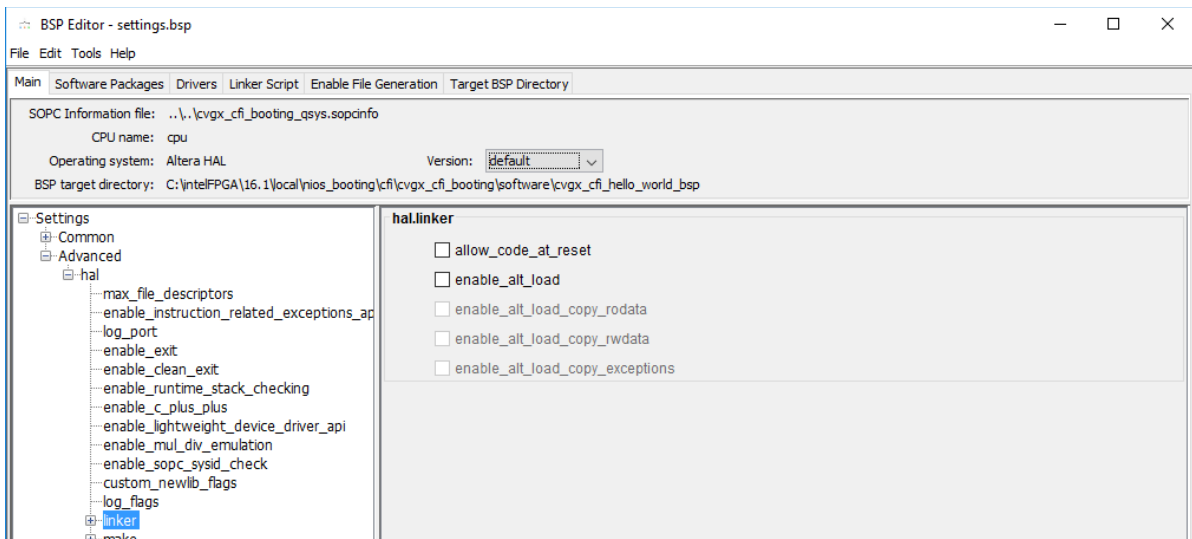 BSP Editor - settings.bsp
File Edit Tools Help
Main Software Packages Drivers Linker Script Enable File Generation Target BSP Directory
SOPC Information file: ..\..\cvgx_cfi_booting_qsys.sopcinfo
CPU name: cpu
Operating system: Altera HAL Version: default
BSP target directory: C:\intelFPGA\16.1\local\nios_booting\cfi\cvgx_cfi_booting\software\cvgx_cfi_hello_world_bsp
Settings
Common
Advanced
hal
max_file_descriptors
enable_instruction_related_exceptions_ap
log_port
enable_exit
enable_clean_exit
enable_runtime_stack_checking
enable_c_plus_plus
enable_lightweight_device_driver_api
enable_mul_div_emulation
enable_sopc_sysid_check
custom_newlib_flags
log_flags
linker
make
hal.linker
allow_code_at_reset
enable_alt_load
enable_alt_load_copy_rodata
enable_alt_load_copy_rwdata
enable_alt_load_copy_exceptions